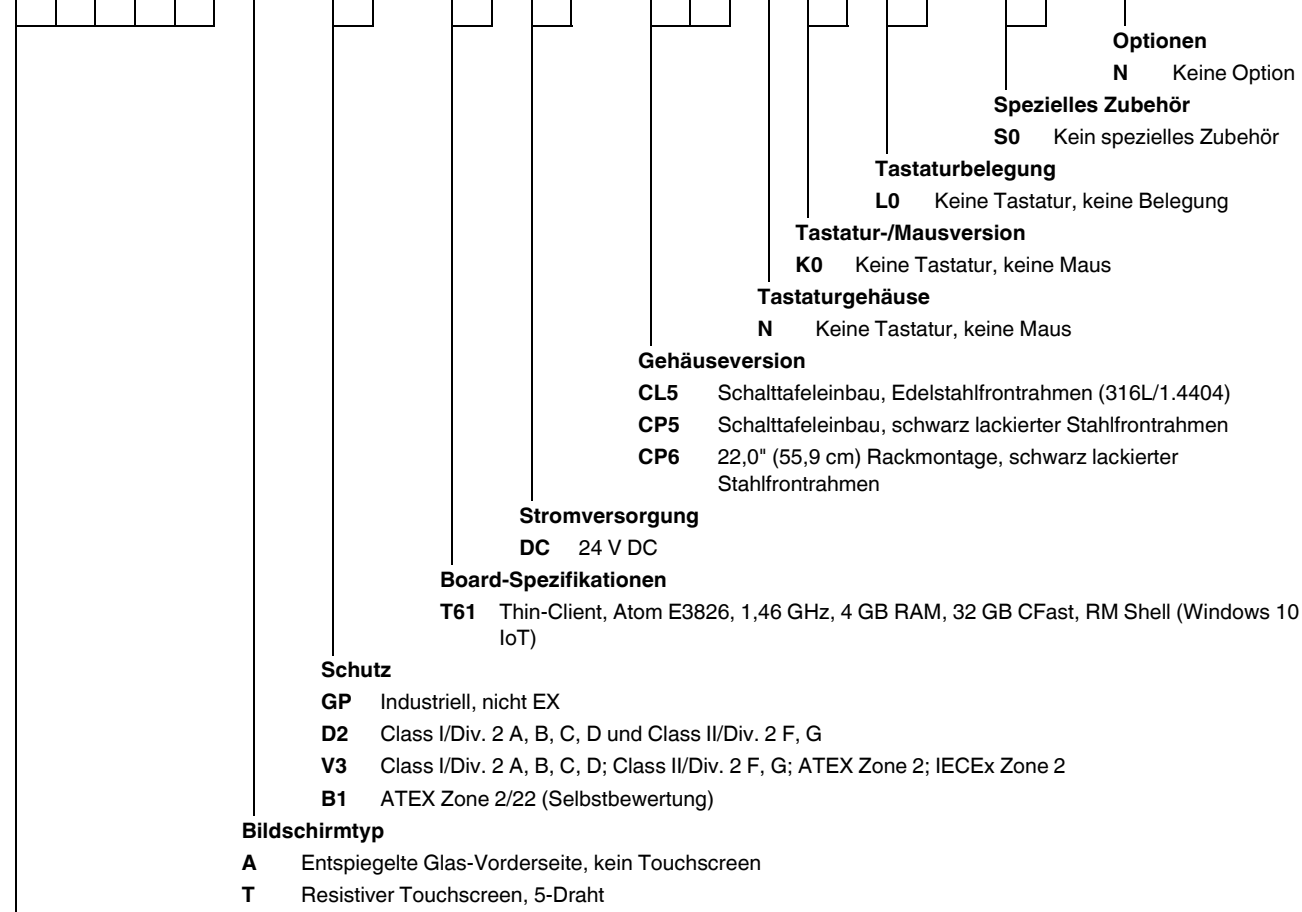 Optionen
N Keine Option
Spezielles Zubehör
S0 Kein spezielles Zubehör
Tastaturbelegung
L0 Keine Tastatur, keine Belegung
Tastatur-/Mausversion
K0 Keine Tastatur, keine Maus
Tastaturgehäuse
N Keine Tastatur, keine Maus
Gehäuseversion
CL5 Schalttafeleinbau, Edelstahlfrontrahmen (316L/1.4404)
CP5 Schalttafeleinbau, schwarz lackierter Stahlfrontrahmen
CP6 22,0" (55,9 cm) Rackmontage, schwarz lackierter
Stahlfrontrahmen
Stromversorgung
DC 24 V DC
Board-Spezifikationen
T61 Thin-Client, Atom E3826, 1,46 GHz, 4 GB RAM, 32 GB CFast, RM Shell (Windows 10
IoT)
Schutz
GP Industriell, nicht EX
D2 Class I/Div. 2 A, B, C, D und Class II/Div. 2 F, G
V3 Class I/Div. 2 A, B, C, D; Class II/Div. 2 F, G; ATEX Zone 2; IECEx Zone 2
B1 ATEX Zone 2/22 (Selbstbewertung)
Bildschirmtyp
A Entspiegelte Glas-Vorderseite, kein Touchscreen
T Resistiver Touchscreen, 5-Draht